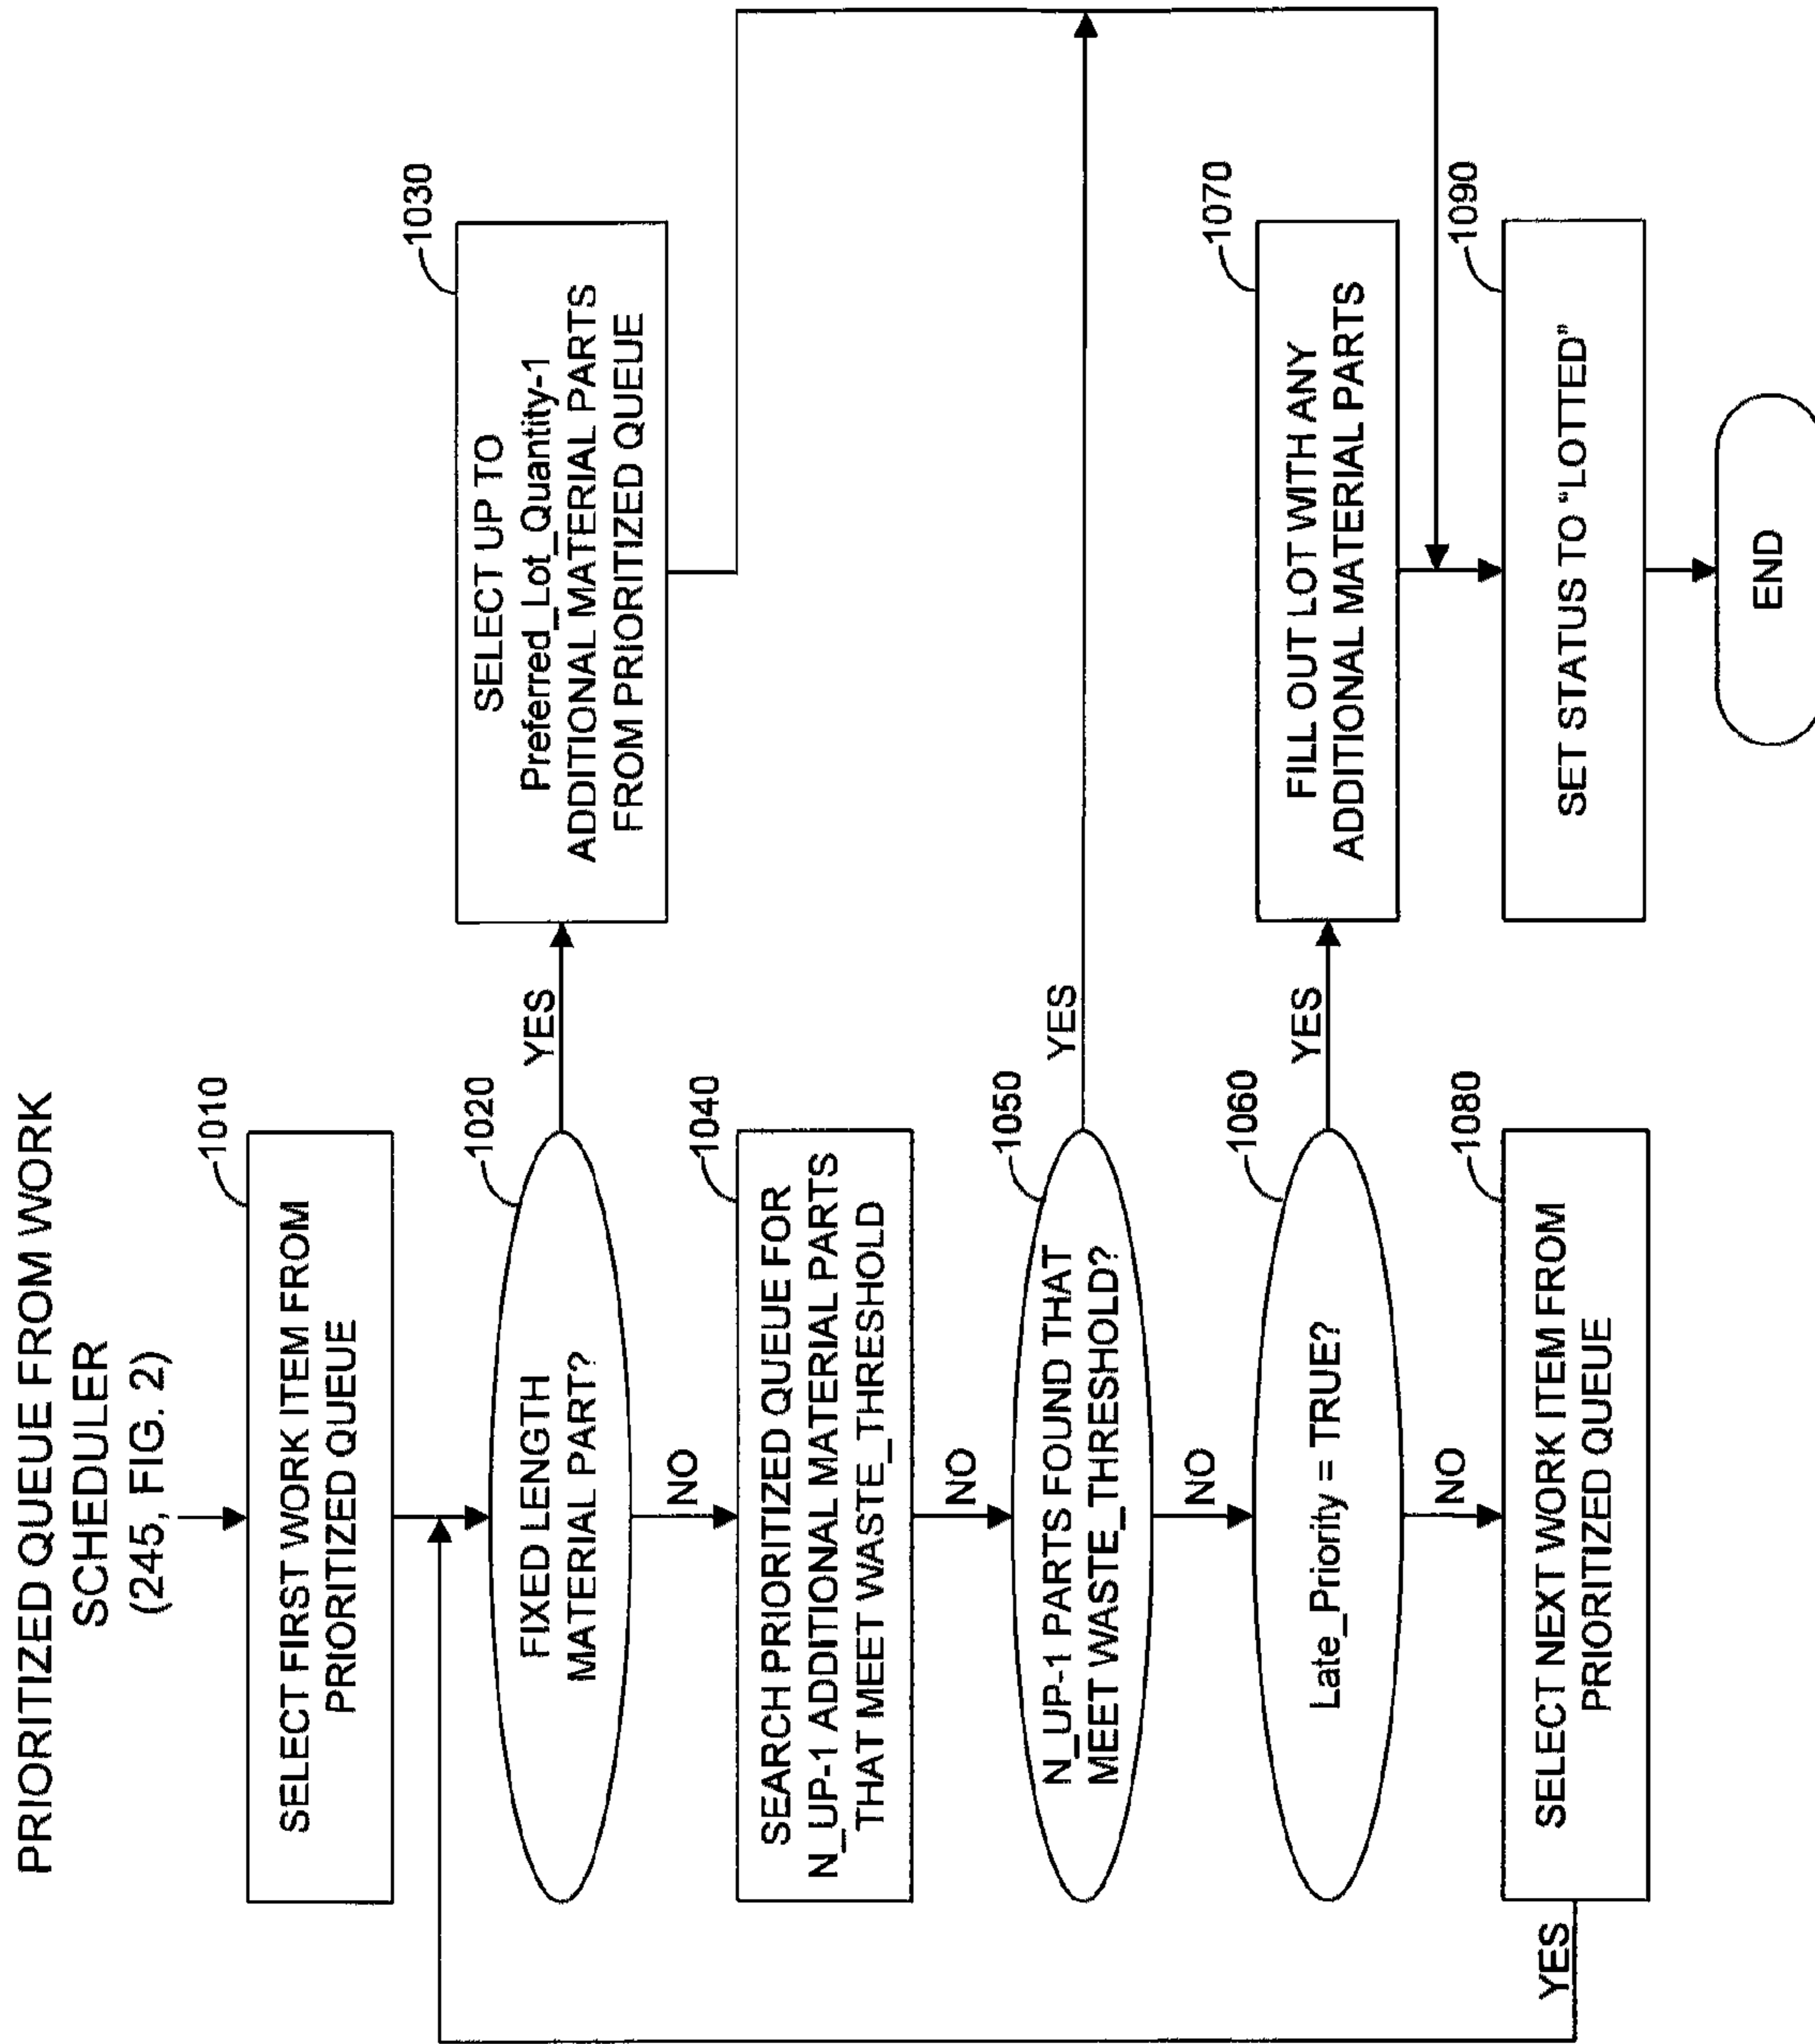 PRIORITIZED QUEUE FROM WORK
SCHEDULER
(245, FIG. 2)
1010
SELECT FIRST WORK ITEM FROM
PRIORITIZED QUEUE
1020
FIXED LENGTH
MATERIAL PART?
YES
NO
1030
SELECT UP TO
Preferred_Lot_Quantity-1
ADDITIONAL MATERIAL PARTS
FROM PRIORITIZED QUEUE
1040
SEARCH PRIORITIZED QUEUE FOR
N_UP-1 ADDITIONAL MATERIAL PARTS
THAT MEET WASTE_THRESHOLD
NO
1050
N_UP-1 PARTS FOUND THAT
MEET WASTE_THRESHOLD?
YES
NO
1060
Late_Priority = TRUE?
YES
NO
1070
FILL OUT LOT WITH ANY
ADDITIONAL MATERIAL PARTS
1080
SELECT NEXT WORK ITEM FROM
PRIORITIZED QUEUE
YES
1090
SET STATUS TO "LOTTED"
END